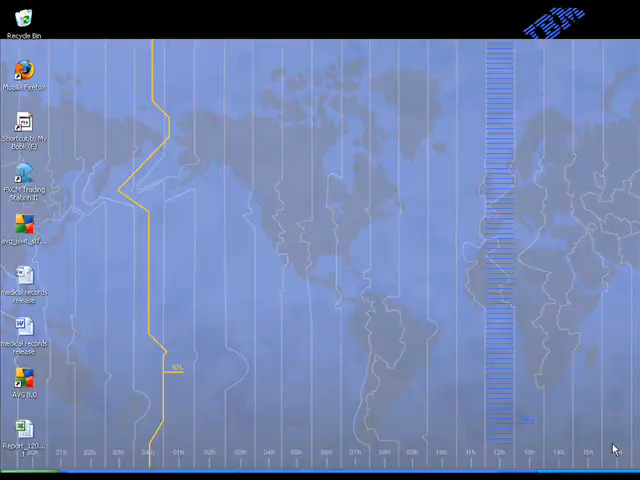 IBM
Recycle Bin
Mozilla Firefox
Shortcut to My
Book (E)
FXCM Trading
Station II
medical records
release
medical records
release
AVG 8.0
Report_120...
IDL
20h 21h 22h 23h 24h 01h 02h 03h 04h 05h 06h 07h 08h 09h 10h 11h 12h 13h 14h 15h